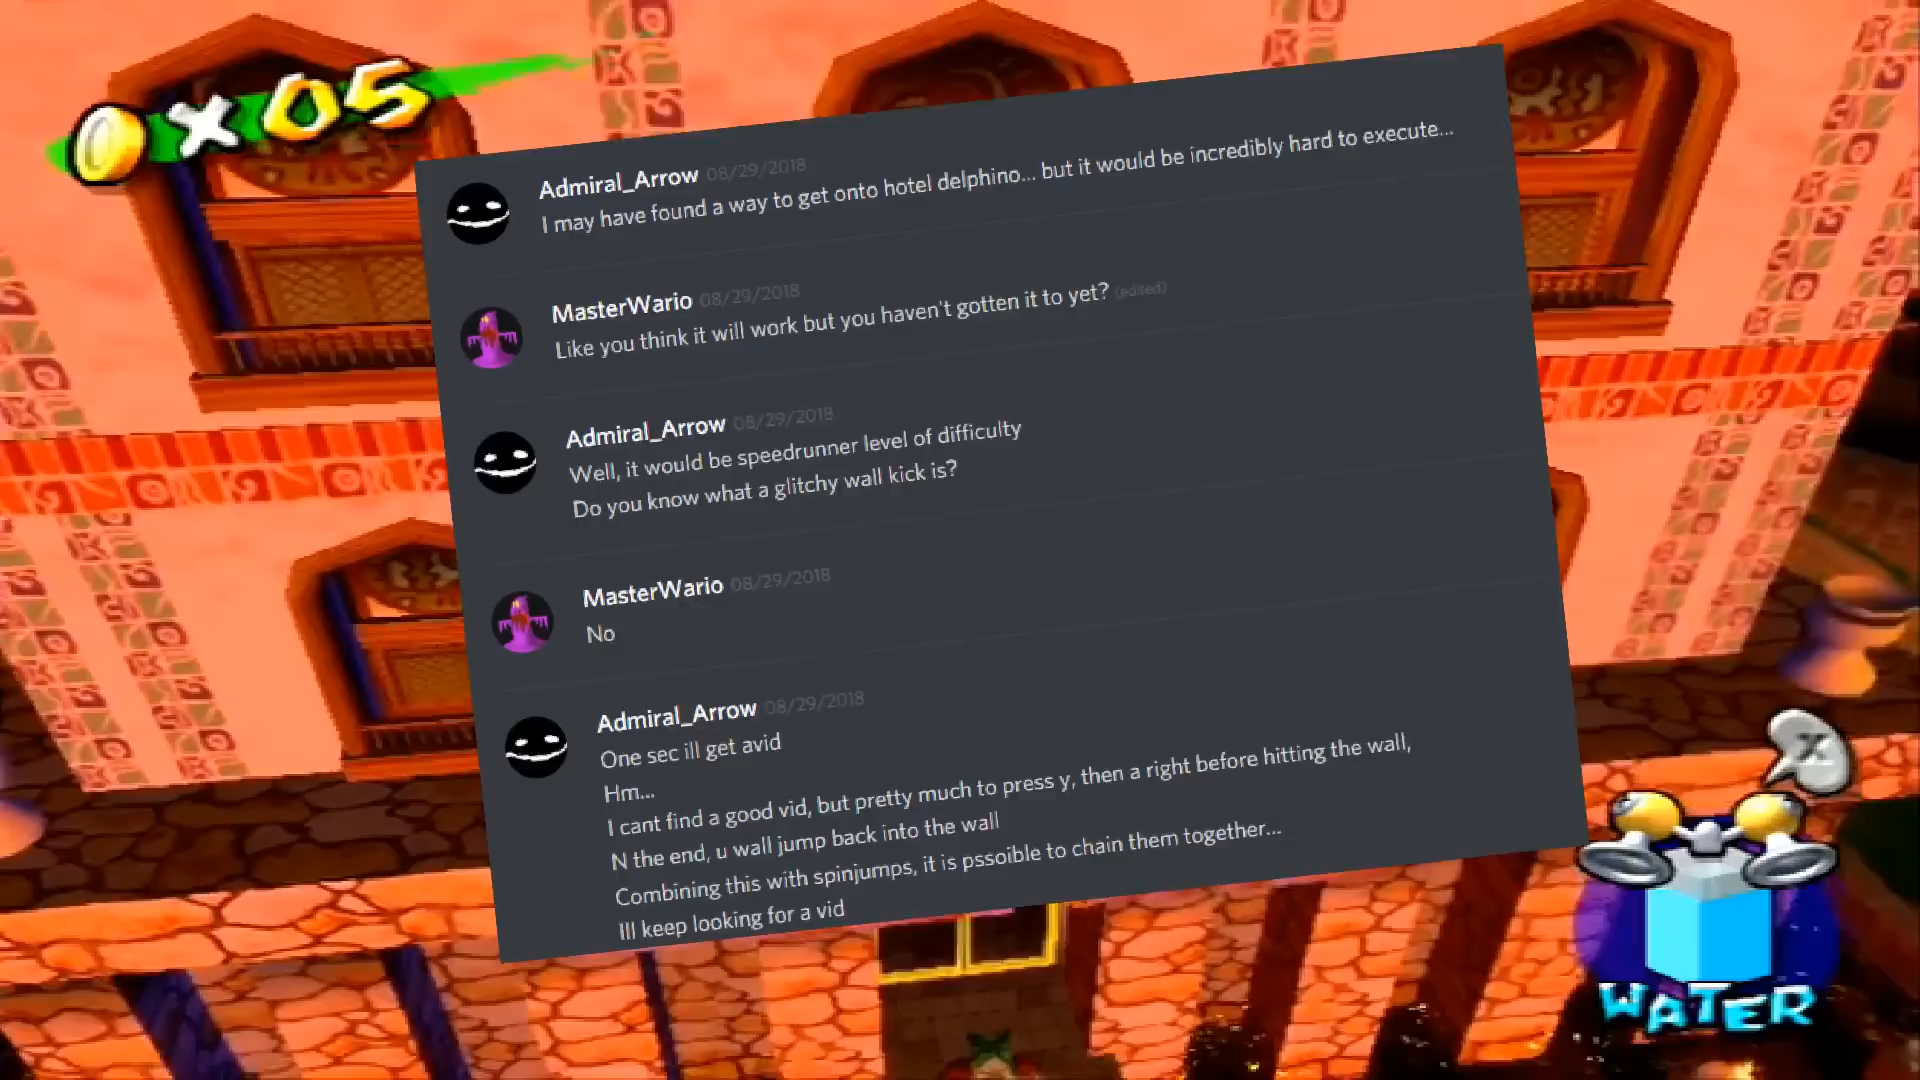 x05
Admiral_Arrow 08/29/2018
I may have found a way to get onto hotel delphino... but it would be incredibly hard to execute...
MasterWario 08/29/2018
Like you think it will work but you haven't gotten it to yet? (edited)
Admiral_Arrow 08/29/2018
Well, it would be speedrunner level of difficulty
Do you know what a glitchy wall kick is?
MasterWario 08/29/2018
No
Admiral_Arrow 08/29/2018
One sec ill get avid
Hm...
I cant find a good vid, but pretty much to press y, then a right before hitting the wall,
N the end, u wall jump back into the wall
Combining this with spinjumps, it is pssoible to chain them together...
Ill keep looking for a vid
X
WATER